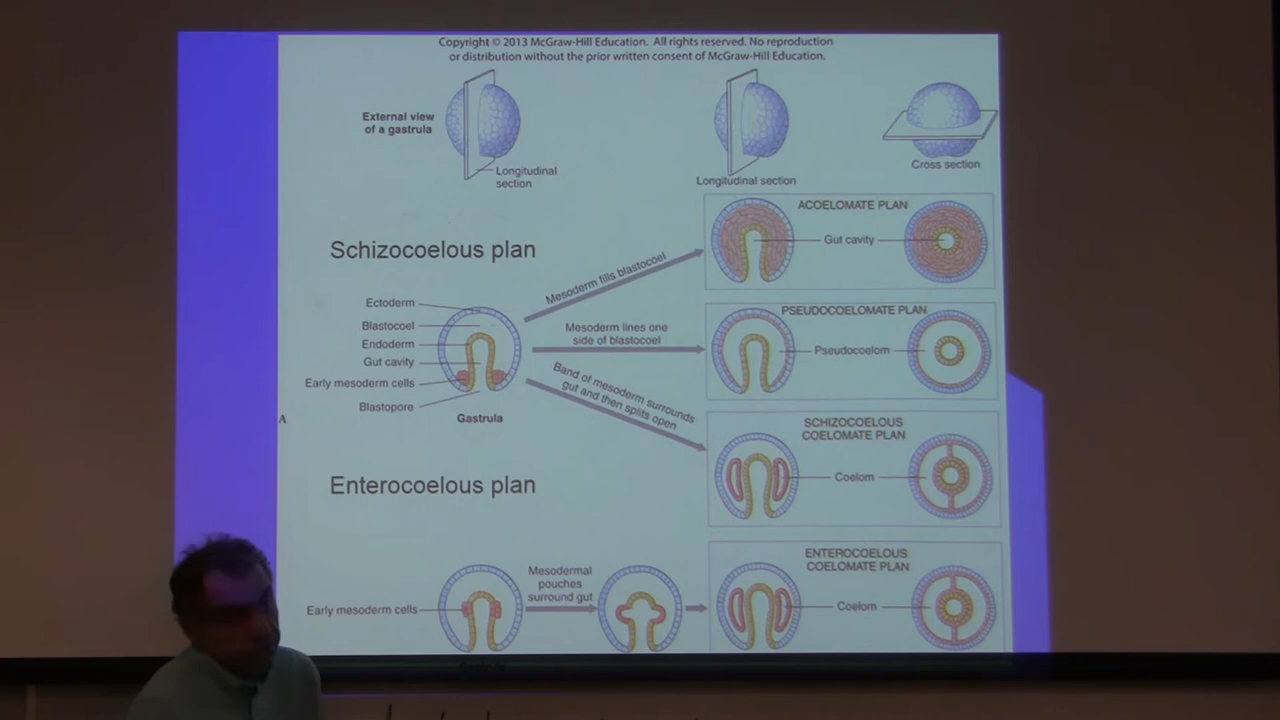 Copyright © 2013 McGraw-Hill Education. All rights reserved. No reproduction
or distribution without the prior written consent of McGraw-Hill Education.
External view
of a gastrula
Longitudinal
section
Longitudinal section
Cross section
Schizocoelous plan
Ectoderm
Blastocoel
Endoderm
Gut cavity
Early mesoderm cells
Blastopore
Gastrula
A
Mesoderm fills blastocoel
Mesoderm lines one
side of blastocoel
Band of mesoderm surrounds
gut and then splits open
ACOELOMATE PLAN
Gut cavity
PSEUDOCOELOMATE PLAN
Pseudocoelom
SCHIZOCOELOUS
COELOMATE PLAN
Coelom
Enterocoelous plan
Early mesoderm cells
Mesodermal
pouches
surround gut
ENTEROCOELOUS
COELOMATE PLAN
Coelom